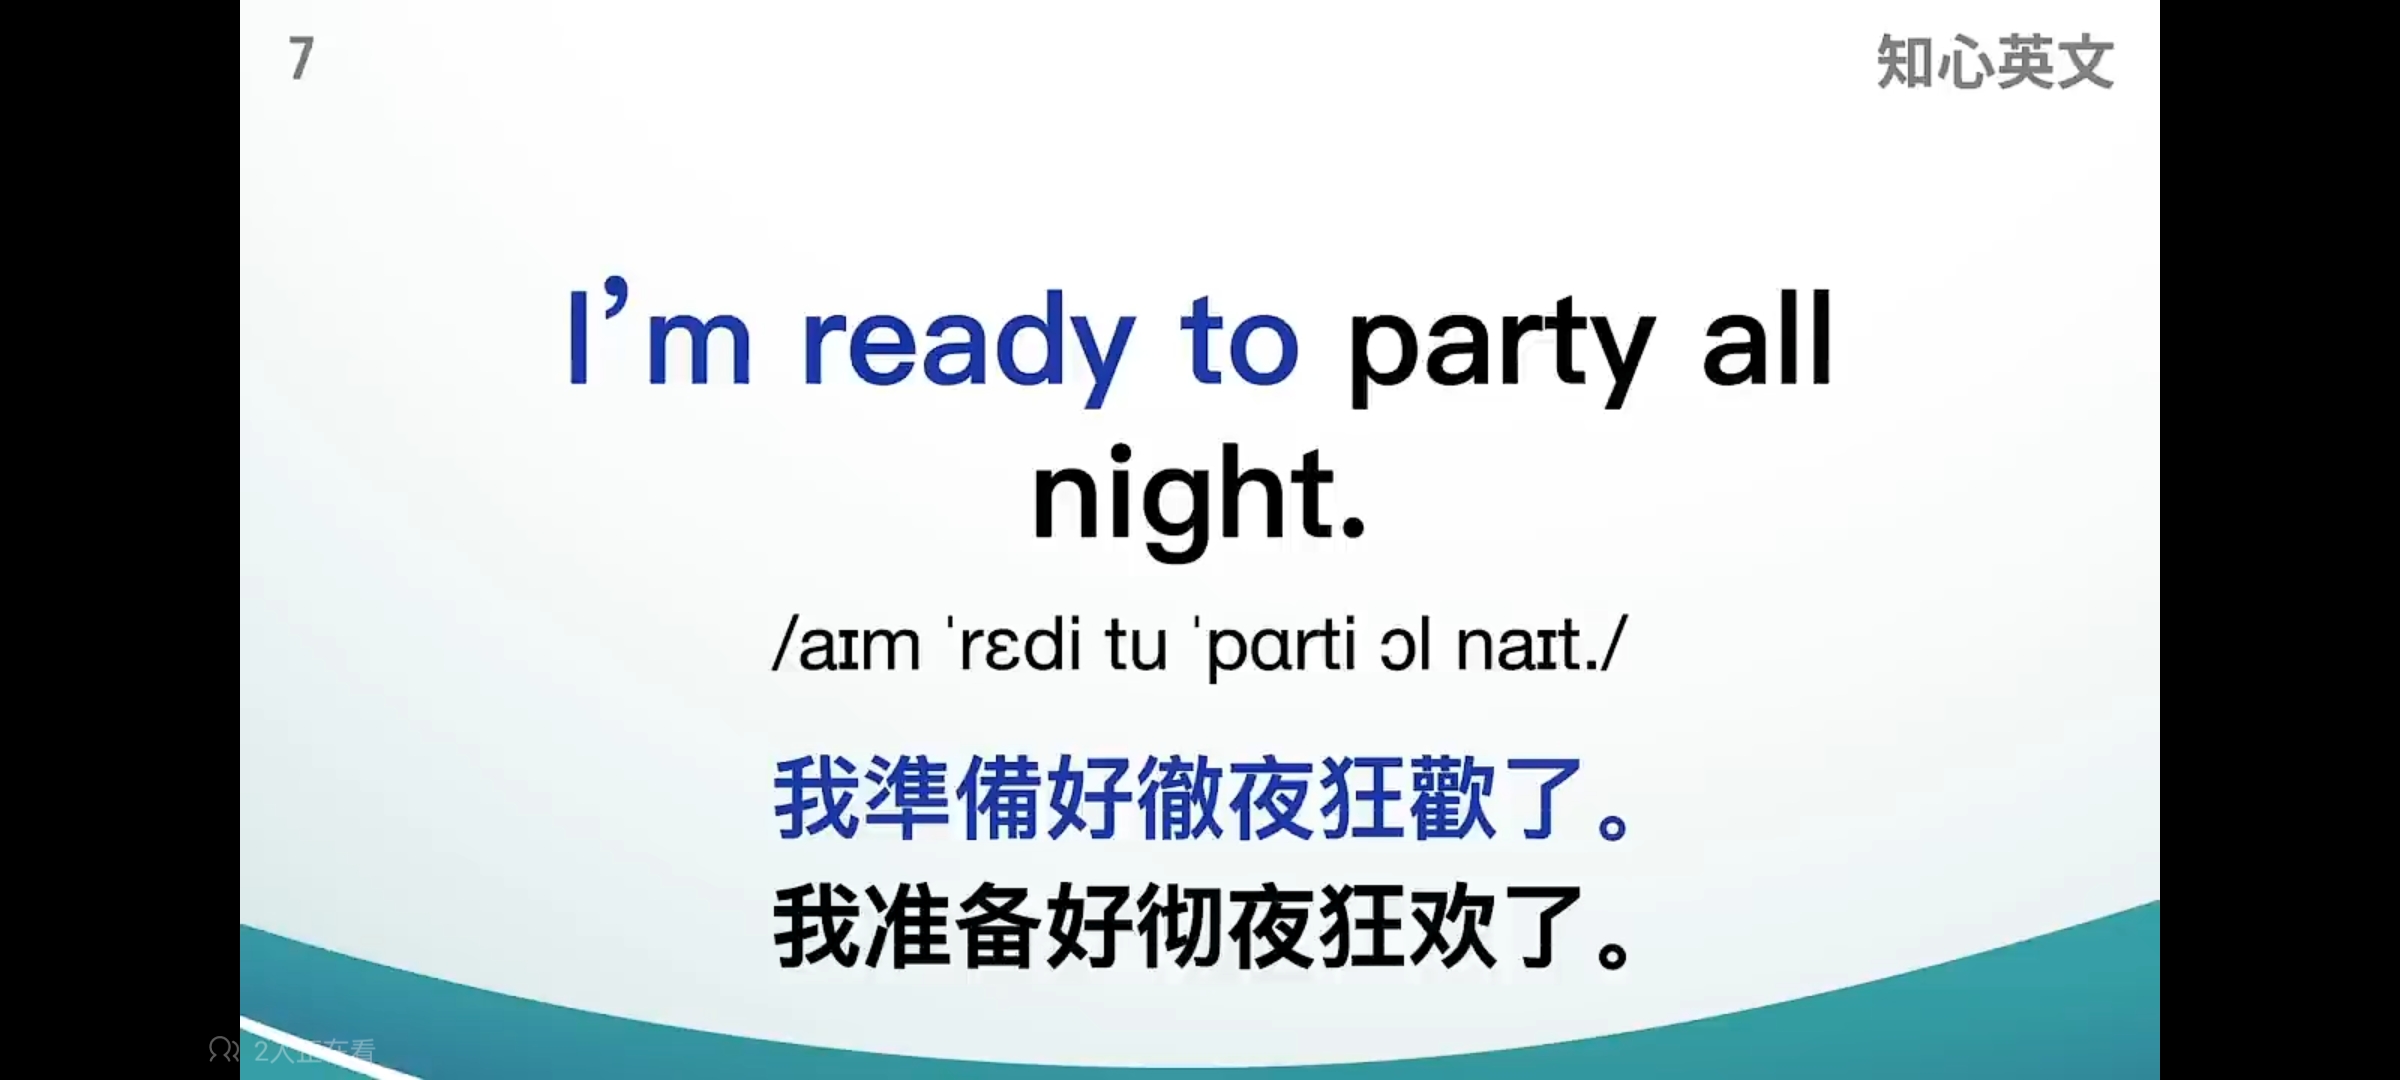 7
知心英文
I’m ready to party all
night.
/aɪm ˈrɛdi tu ˈpɑrti ɔl naɪt./
我準備好徹夜狂歡了。
我准备好彻夜狂欢了。
2人正在看